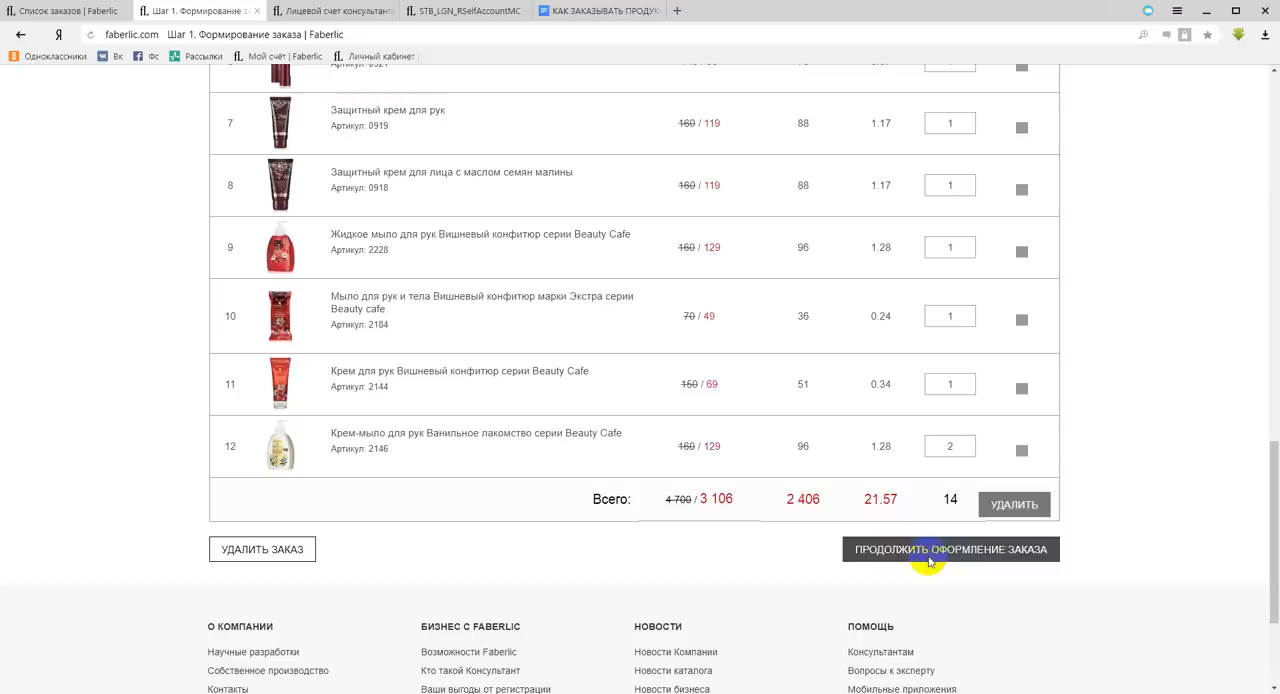 Список заказов | Faberlic
Шаг 1. Формирование з
Лицевой счет консультант
STB_LGN_RSelfAccountMC
КАК ЗАКАЗЫВАТЬ ПРОДУК
Я
faberlic.com Шаг 1. Формирование заказа | Faberlic
Одноклассники Вк Фс Рассылки Мой счёт | Faberlic Личный кабинет
7 Защитный крем для рук 160 / 119 88 1.17 1
Артикул: 0919
8 Защитный крем для лица с маслом семян малины 160 / 119 88 1.17 1
Артикул: 0918
9 Жидкое мыло для рук Вишневый конфитюр серии Beauty Cafe 160 / 129 96 1.28 1
Артикул: 2228
10 Мыло для рук и тела Вишневый конфитюр марки Экстра серии
Beauty cafe 70 / 49 36 0.24 1
Артикул: 2184
11 Крем для рук Вишневый конфитюр серии Beauty Cafe 150 / 69 51 0.34 1
Артикул: 2144
12 Крем-мыло для рук Ванильное лакомство серии Beauty Cafe 160 / 129 96 1.28 2
Артикул: 2146
Всего: 4 700 / 3 106 2 406 21.57 14 УДАЛИТЬ
УДАЛИТЬ ЗАКАЗ ПРОДОЛЖИТЬ ОФОРМЛЕНИЕ ЗАКАЗА
О КОМПАНИИ БИЗНЕС С FABERLIC НОВОСТИ ПОМОЩЬ
Научные разработки Возможности Faberlic Новости Компании Консультантам
Собственное производство Кто такой Консультант Новости каталога Вопросы к эксперту
Контакты Ваши выгоды от регистрации Новости бизнеса Мобильные приложения